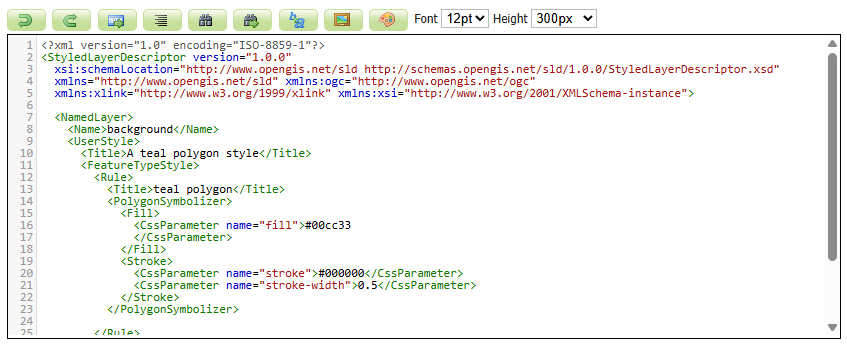 Font 12pt Height 300px
1 <?xml version="1.0" encoding="ISO-8859-1"?>
2 <StyledLayerDescriptor version="1.0.0"
3 xsi:schemaLocation="http://www.opengis.net/sld http://schemas.opengis.net/sld/1.0.0/StyledLayerDescriptor.xsd"
4 xmlns="http://www.opengis.net/sld" xmlns:ogc="http://www.opengis.net/ogc"
5 xmlns:xlink="http://www.w3.org/1999/xlink" xmlns:xsi="http://www.w3.org/2001/XMLSchema-instance">
6
7 <NamedLayer>
8 <Name>background</Name>
9 <UserStyle>
10 <Title>A teal polygon style</Title>
11 <FeatureTypeStyle>
12 <Rule>
13 <Title>teal polygon</Title>
14 <PolygonSymbolizer>
15 <Fill>
16 <CssParameter name="fill">#00cc33
17 </CssParameter>
18 </Fill>
19 <Stroke>
20 <CssParameter name="stroke">#000000</CssParameter>
21 <CssParameter name="stroke-width">0.5</CssParameter>
22 </Stroke>
23 </PolygonSymbolizer>
24
25 </Rule>